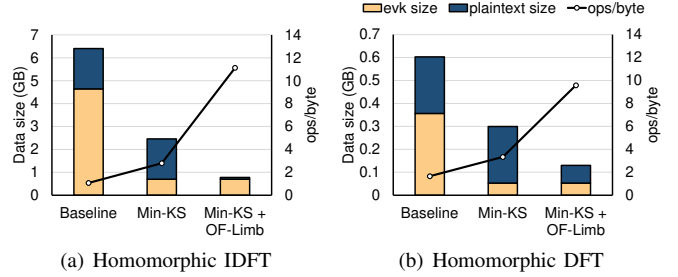 evk size plaintext size ops/byte
7
6
5
4
3
2
1
0
Data size (GB)
14
12
10
8
6
4
2
0
ops/byte
Baseline Min-KS Min-KS +
OF-Limb
(a) Homomorphic IDFT
0.7
0.6
0.5
0.4
0.3
0.2
0.1
0
Data size (GB)
14
12
10
8
6
4
2
0
ops/byte
Baseline Min-KS Min-KS +
OF-Limb
(b) Homomorphic DFT